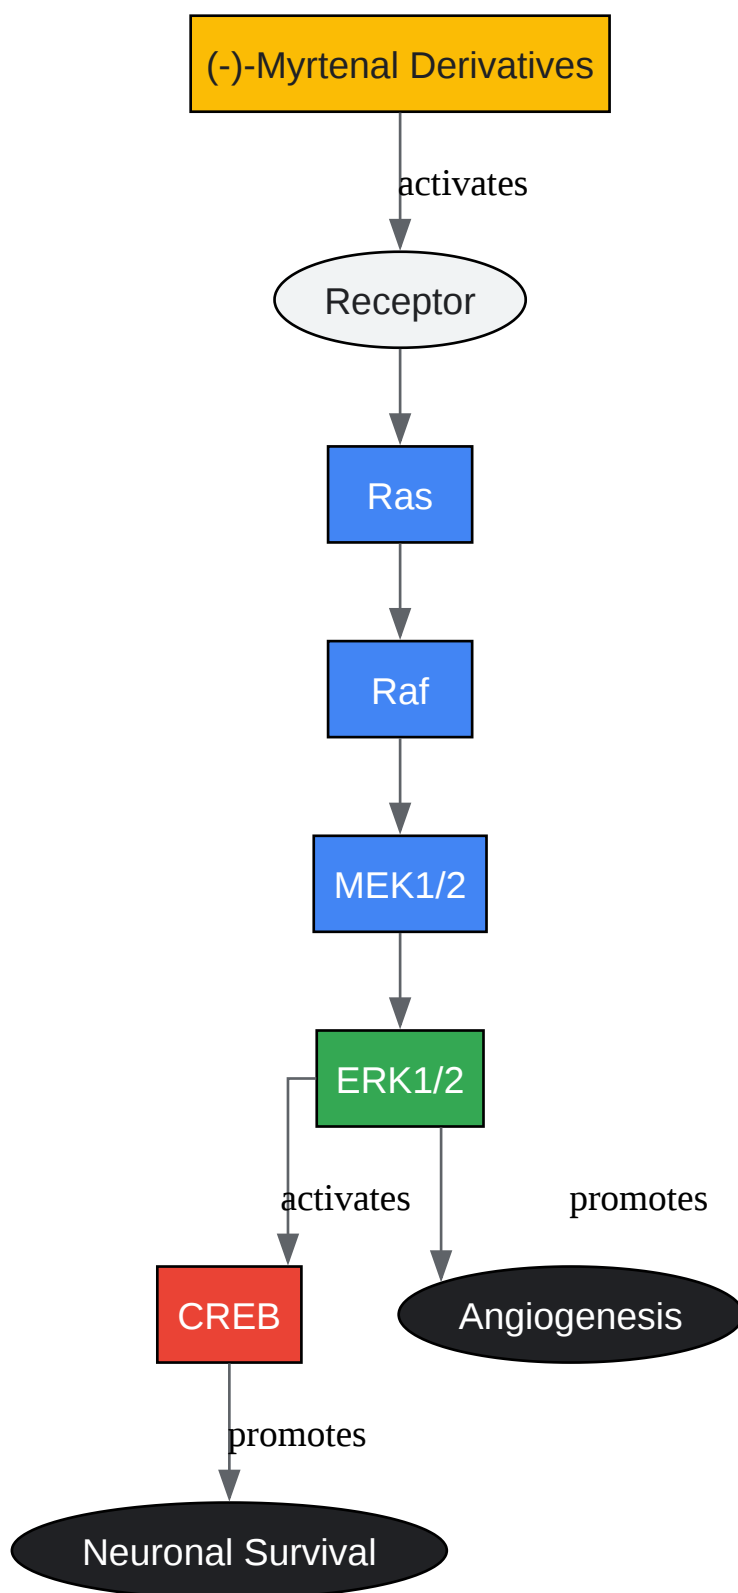 (-)-Myrtenal Derivatives
activates
Receptor
Ras
Raf
MEK1/2
ERK1/2
activates
promotes
CREB
Angiogenesis
promotes
Neuronal Survival